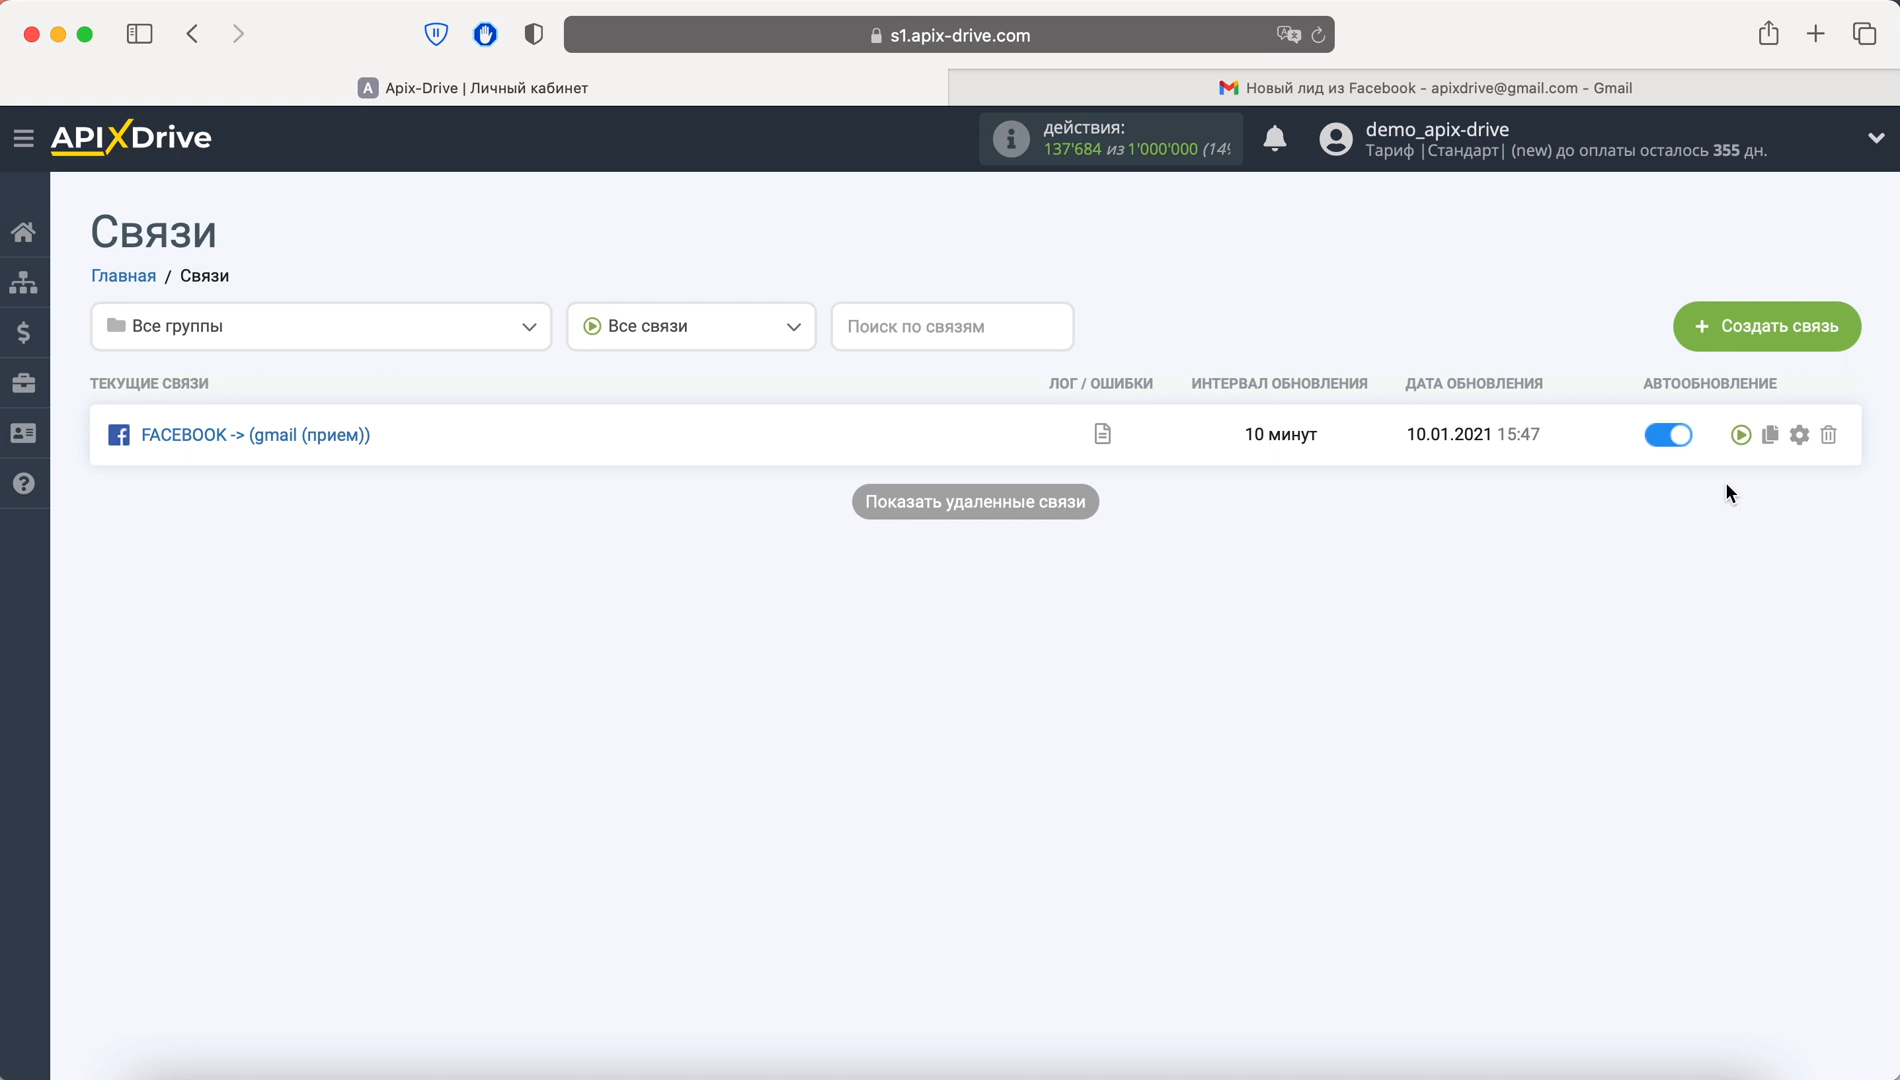 s1.apix-drive.com
A Apix-Drive | Личный кабинет
Новый лид из Facebook - apixdrive@gmail.com - Gmail
APIXDrive
действия:
137'684 из 1'000'000 (14%
demo_apix-drive
Тариф |Стандарт| (new) до оплаты осталось 355 дн.
Связи
Главная / Связи
Все группы
Все связи
Поиск по связям
+ Создать связь
ТЕКУЩИЕ СВЯЗИ
ЛОГ / ОШИБКИ
ИНТЕРВАЛ ОБНОВЛЕНИЯ
ДАТА ОБНОВЛЕНИЯ
АВТООБНОВЛЕНИЕ
FACEBOOK -> (gmail (прием))
10 минут
10.01.2021 15:47
Показать удаленные связи